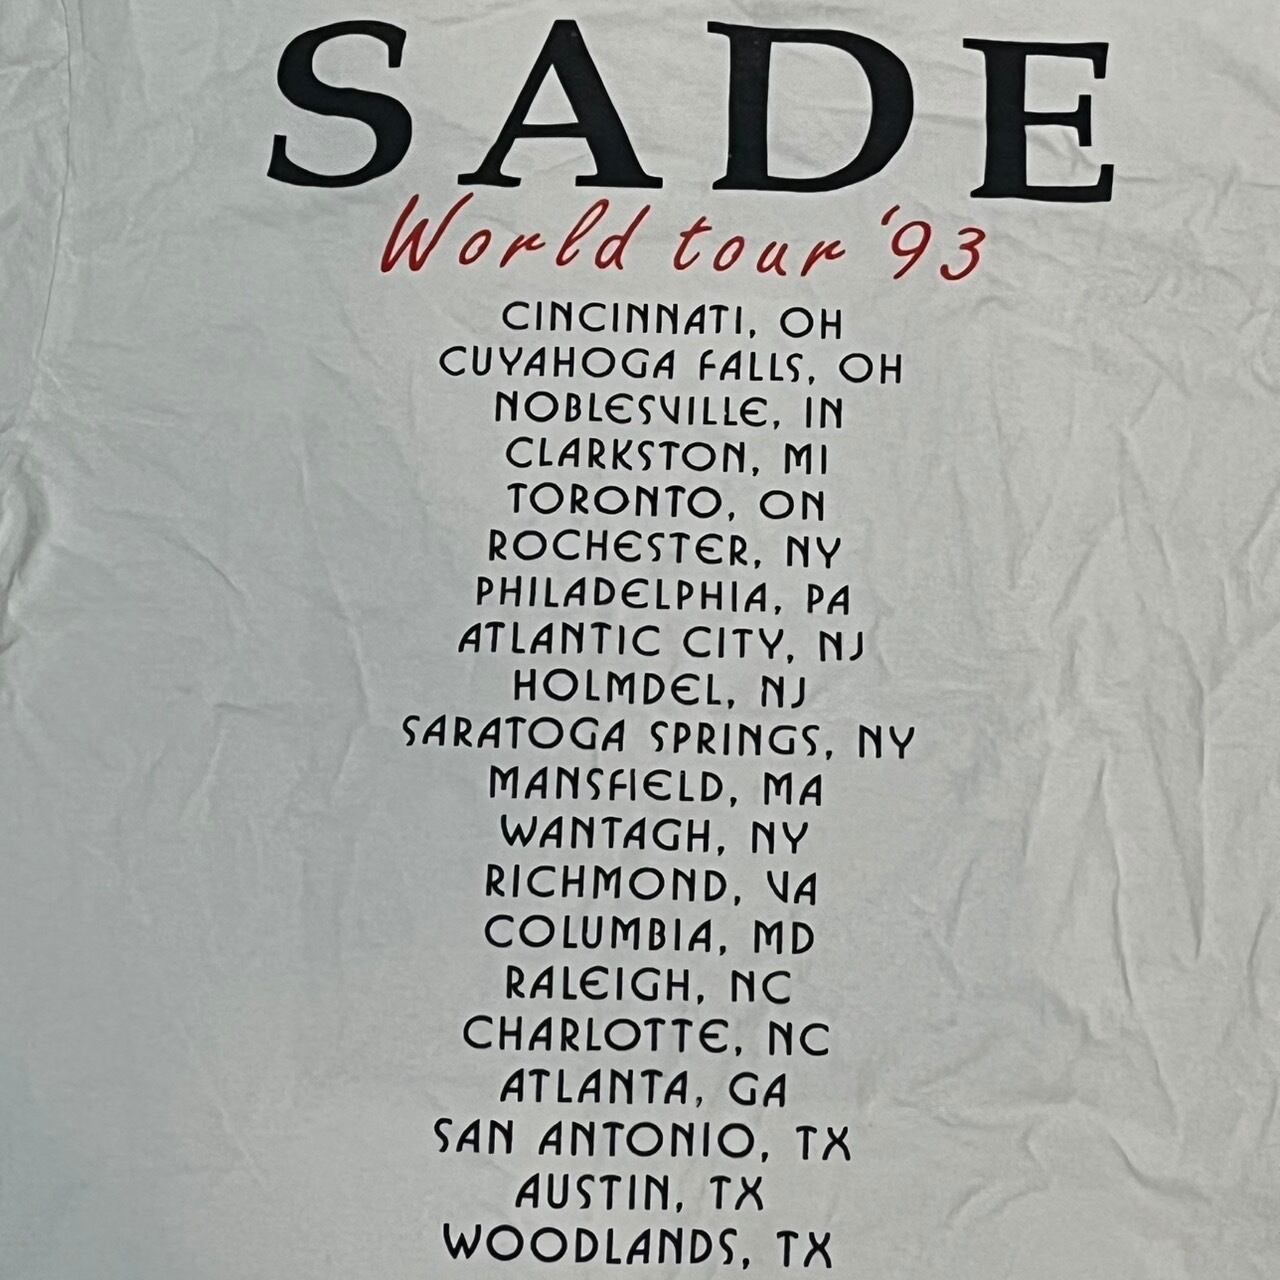 SADE
World tour '93
CINCINNATI, OH
CUYAHOGA FALLS, OH
NOBLESVILLE, IN
CLARKSTON, MI
TORONTO, ON
ROCHESTER, NY
PHILADELPHIA, PA
ATLANTIC CITY, NJ
HOLMDEL, NJ
SARATOGA SPRINGS, NY
MANSFIELD, MA
WANTAGH, NY
RICHMOND, VA
COLUMBIA, MD
RALEIGH, NC
CHARLOTTE, NC
ATLANTA, GA
SAN ANTONIO, TX
AUSTIN, TX
WOODLANDS, TX